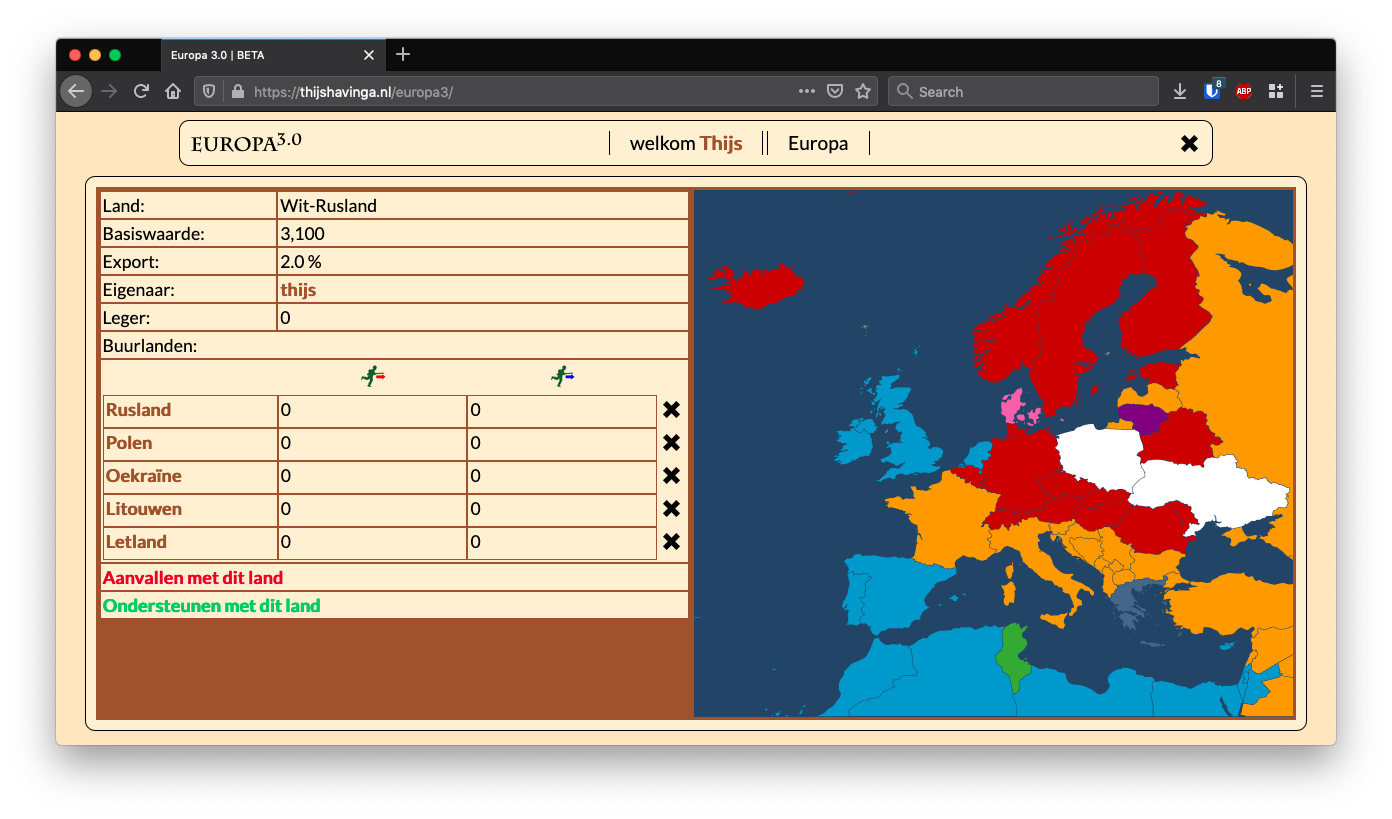 Europa 3.0 | BETA
https://thijshavinga.nl/europa3/
Search
8
ABP
EUROPA3.0
welkom Thijs
Europa
Land: Wit-Rusland
Basiswaarde: 3,100
Export: 2.0 %
Eigenaar: thijs
Leger: 0
Buurlanden:
Rusland 0 0
Polen 0 0
Oekraïne 0 0
Litouwen 0 0
Letland 0 0
Aanvallen met dit land
Ondersteunen met dit land